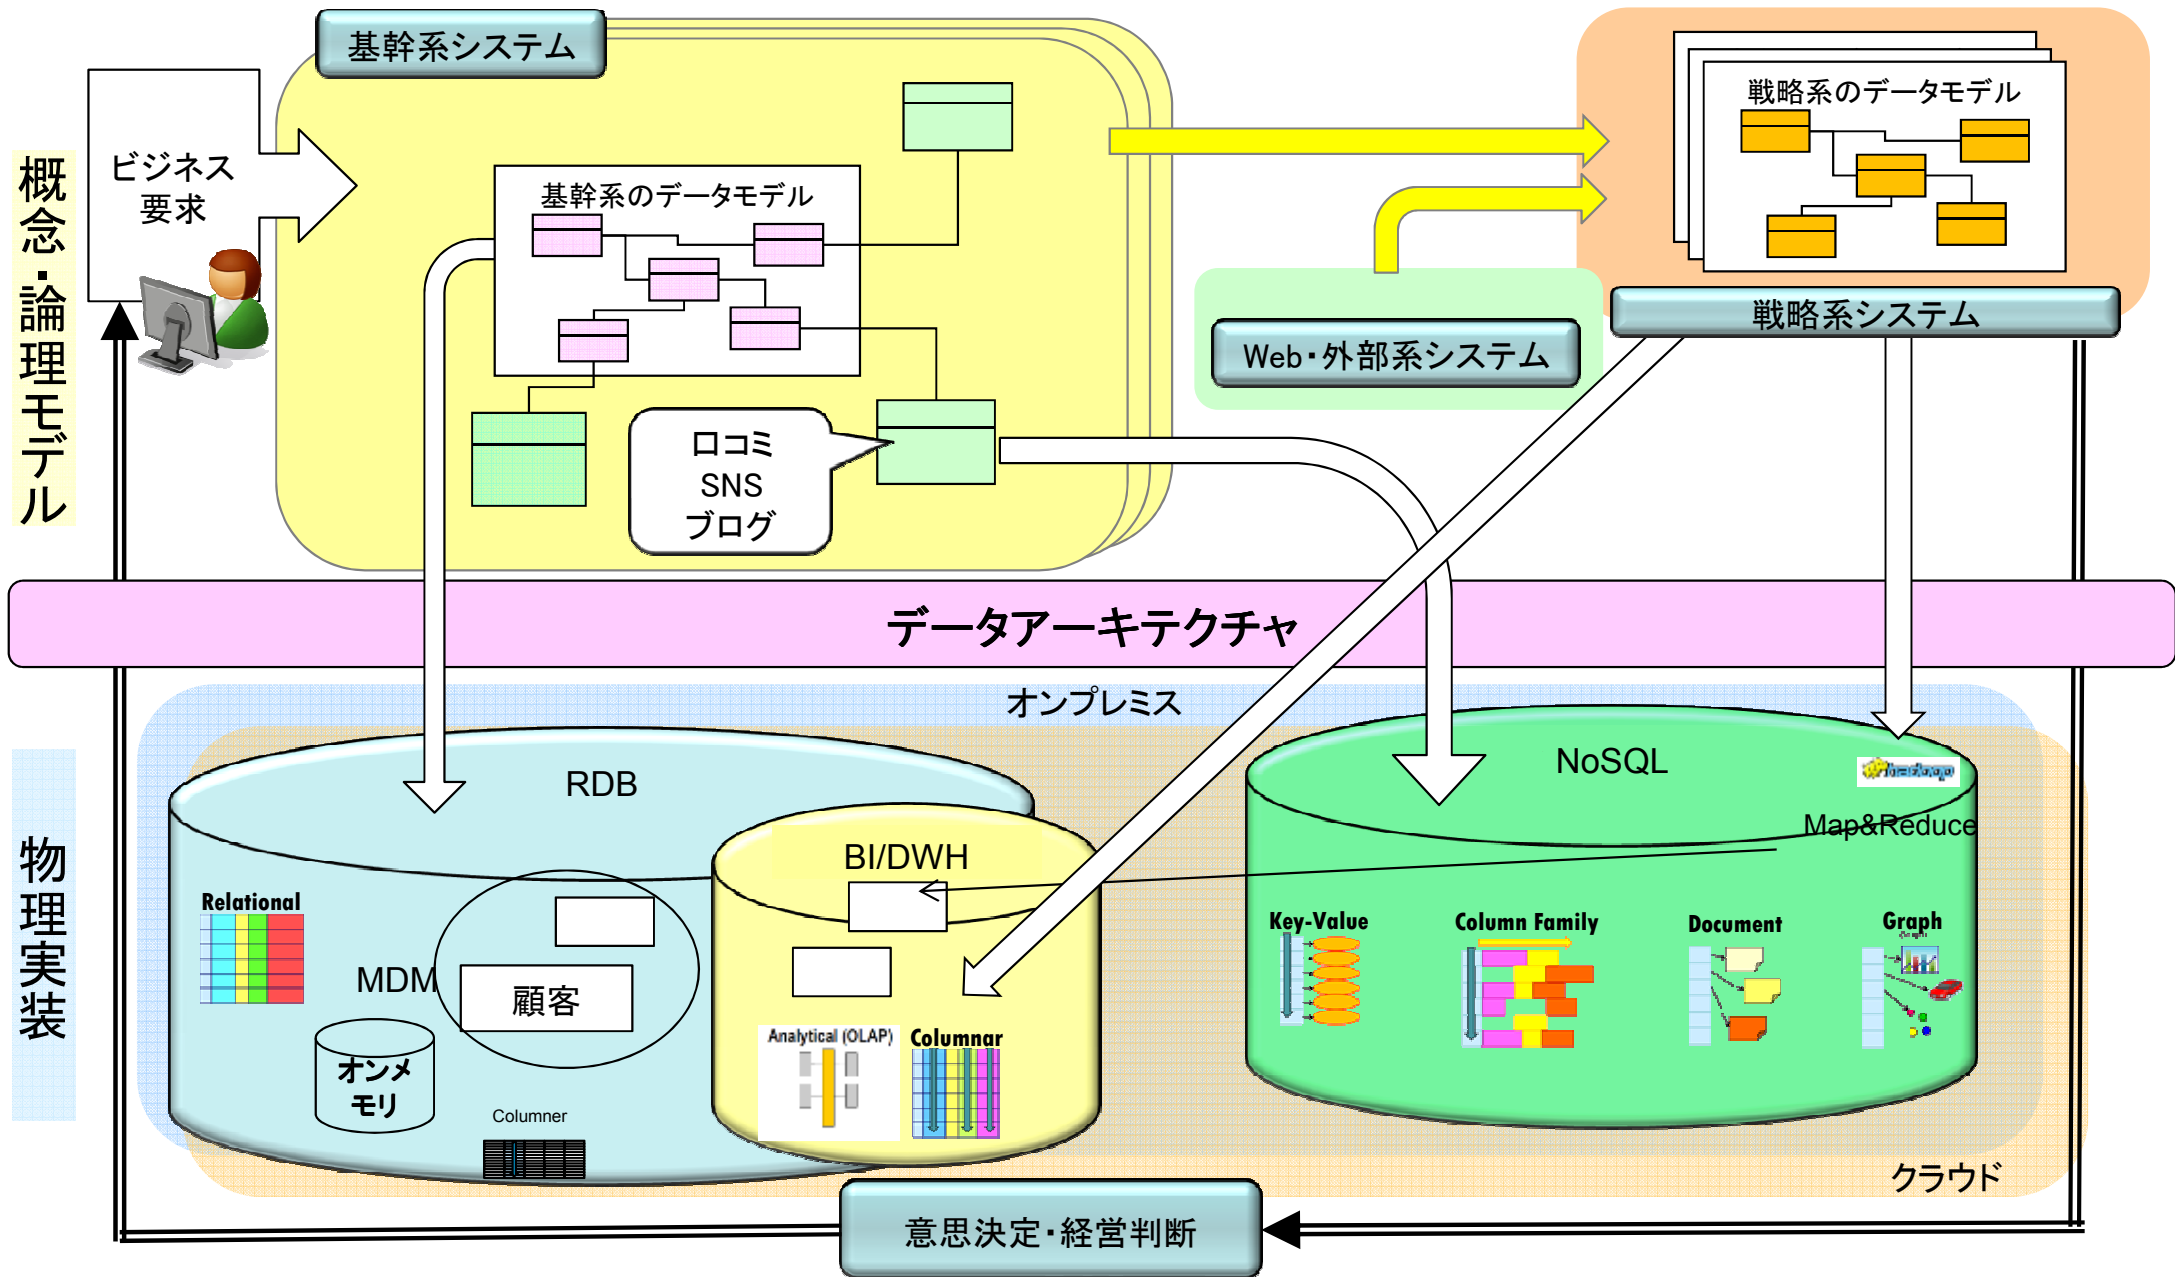 基幹系システム
戦略系のデータモデル
ビジネス
要求
基幹系のデータモデル
概念・論理モデル
戦略系システム
Web・外部系システム
口コミ
SNS
ブログ
データアーキテクチャ
オンプレミス
RDB
NoSQL
hadoop
Map&Reduce
BI/DWH
物理実装
Relational
Key-Value
Column Family
Document
Graph
MDM
顧客
オンメ
モリ
Analytical (OLAP)
Columnar
Columner
クラウド
意思決定・経営判断